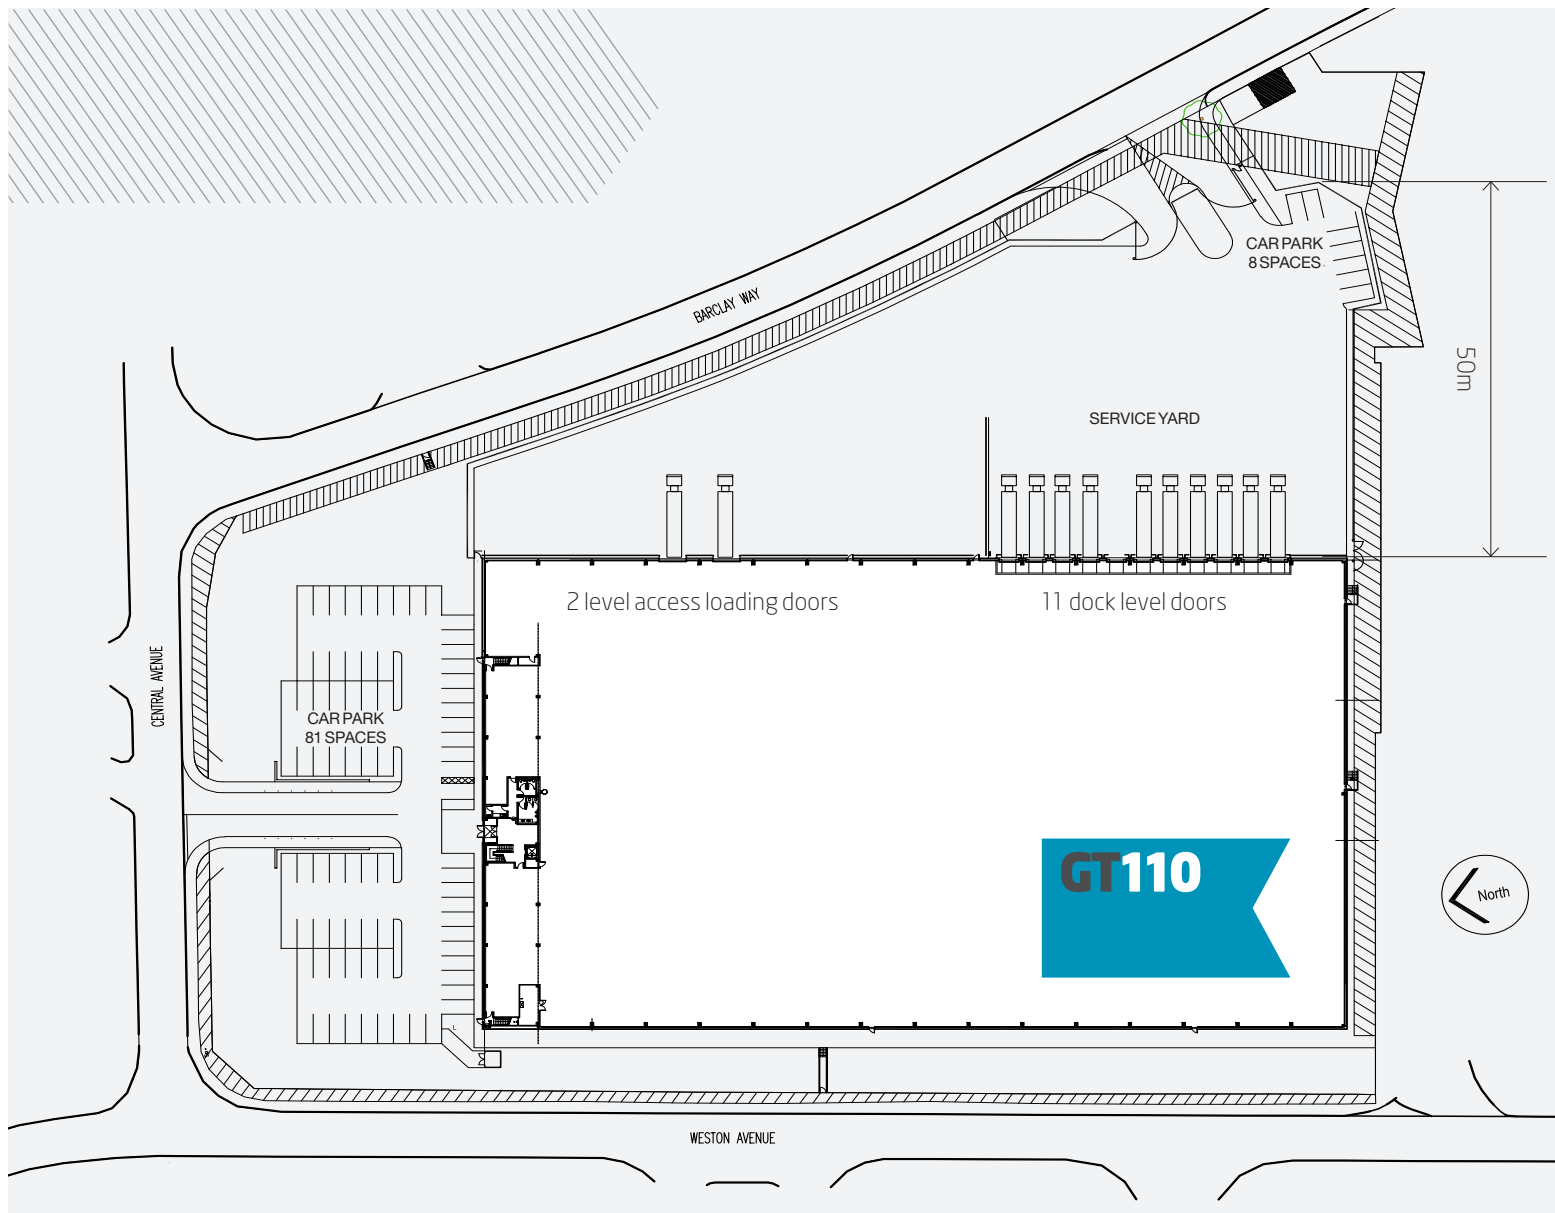 CAR PARK
8 SPACES
BARCLAY WAY
50m
SERVICE YARD
2 level access loading doors
11 dock level doors
CENTRAL AVENUE
CAR PARK
81 SPACES
GT110
North
WESTON AVENUE